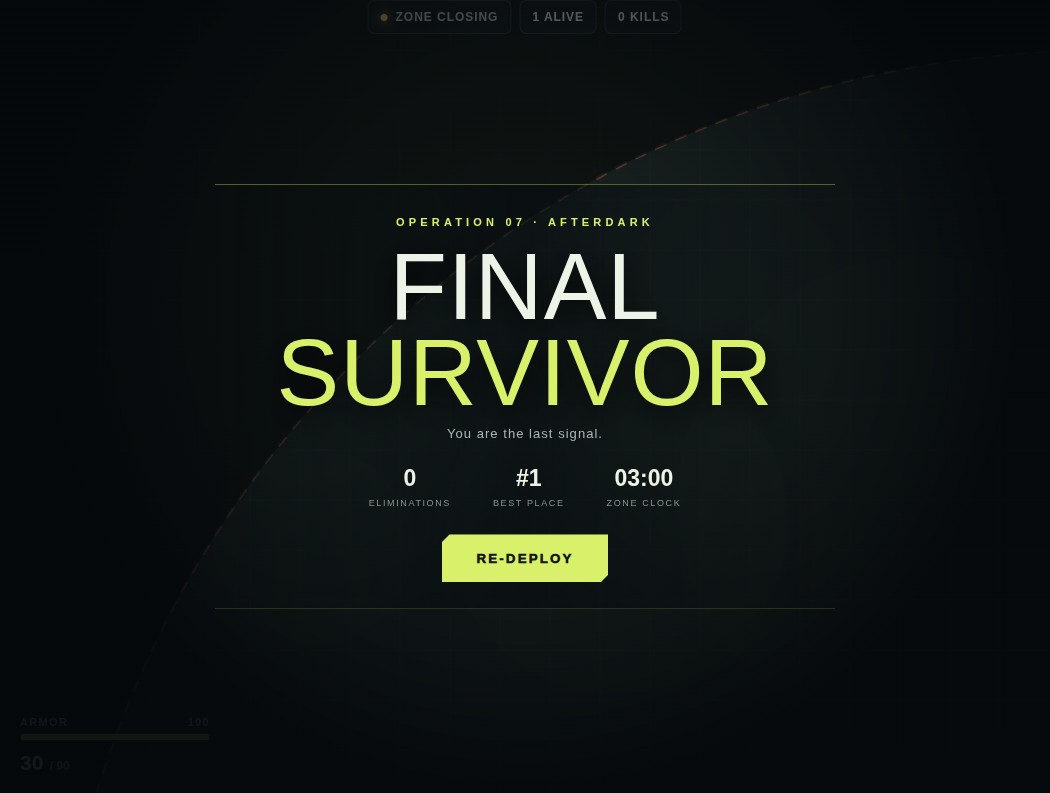 ZONE CLOSING 1 ALIVE 0 KILLS
OPERATION 07 · AFTERDARK
FINAL
SURVIVOR
You are the last signal.
0 #1 03:00
ELIMINATIONS BEST PLACE ZONE CLOCK
RE-DEPLOY
ARMOR 100
30 / 90